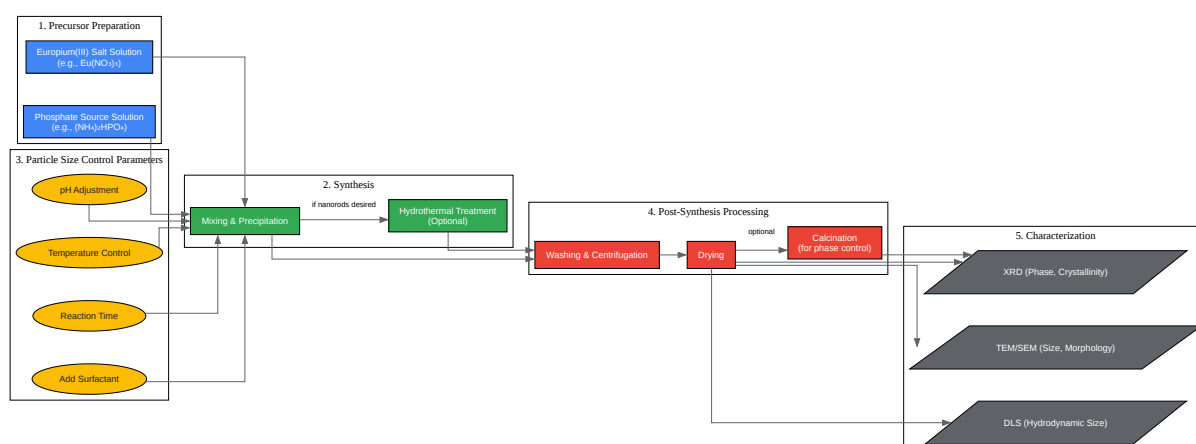 1. Precursor Preparation
Europium(III) Salt Solution
(e.g., Eu(NO₃)₃)
Phosphate Source Solution
(e.g., (NH₄)₂HPO₄)
3. Particle Size Control Parameters
pH Adjustment
Temperature Control
Reaction Time
Add Surfactant
2. Synthesis
Mixing & Precipitation
if nanorods desired
Hydrothermal Treatment
(Optional)
4. Post-Synthesis Processing
Washing & Centrifugation
Drying
optional
Calcination
(for phase control)
5. Characterization
XRD (Phase, Crystallinity)
TEM/SEM (Size, Morphology)
DLS (Hydrodynamic Size)